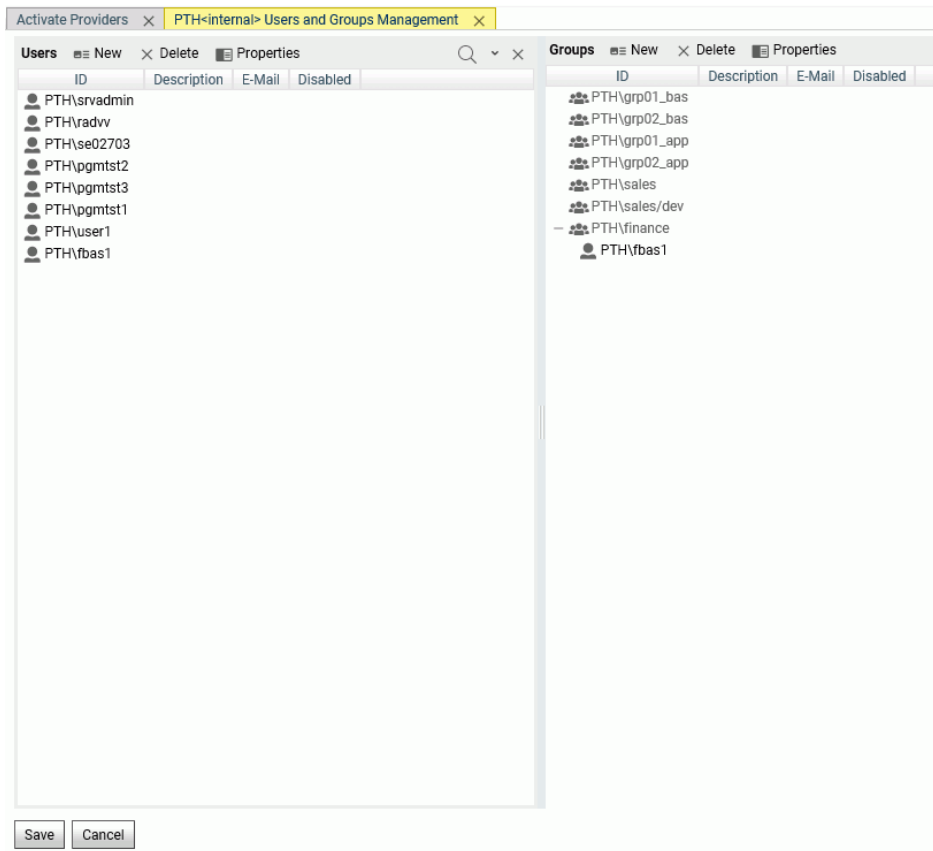 Activate Providers
PTH<internal> Users and Groups Management
Users New Delete Properties
ID Description E-Mail Disabled
PTH\srvadmin
PTH\radvv
PTH\se02703
PTH\pgmtst2
PTH\pgmtst3
PTH\pgmtst1
PTH\user1
PTH\fbas1
Groups New Delete Properties
ID Description E-Mail Disabled
PTH\grp01_bas
PTH\grp02_bas
PTH\grp01_app
PTH\grp02_app
PTH\sales
PTH\sales/dev
PTH\finance
PTH\fbas1
Save Cancel